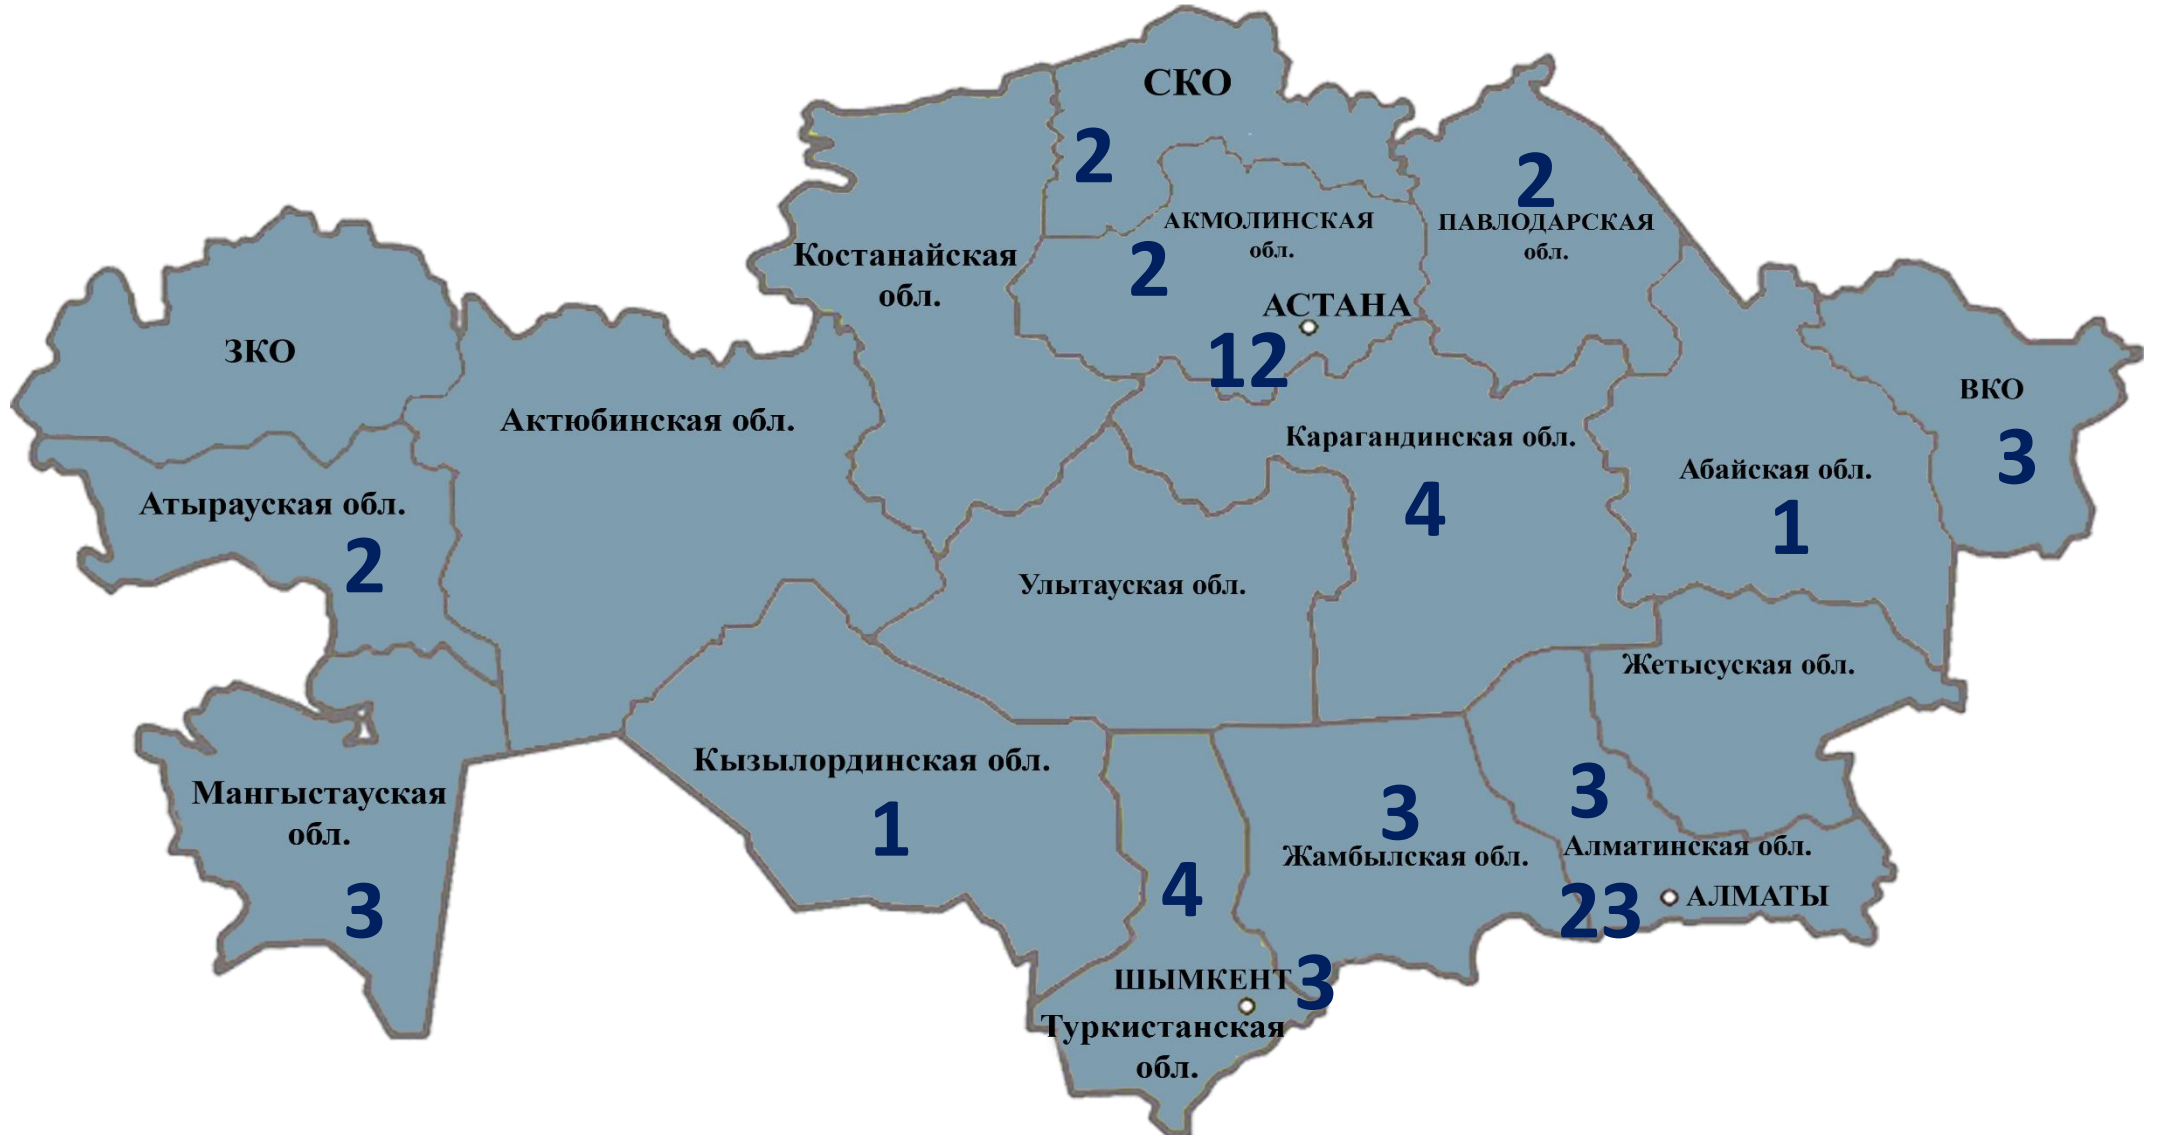 СКО
2
2
АКМОЛИНСКАЯ
обл.
ПАВЛОДАРСКАЯ
обл.
Костанайская
обл.
2
АСТАНА
12
ЗКО
ВКО
3
Актюбинская обл.
Карагандинская обл.
4
Абайская обл.
1
Атырауская обл.
2
Улытауская обл.
Жетысуская обл.
Кызылординская обл.
1
Мангыстауская
обл.
3
3
Жамбылская обл.
3
Алматинская обл.
23
АЛМАТЫ
4
ШЫМКЕНТ
3
Туркистанская
обл.